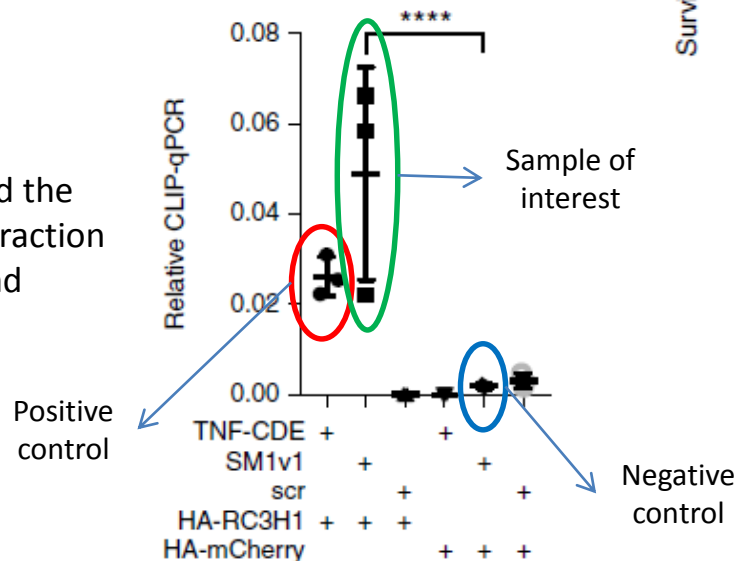 Surv
0.08
****
0.06
0.04
0.02
0.00
Relative CLIP-qPCR
d the
raction
nd
Sample of
interest
Positive
control
Negative
control
TNF-CDE + +
SM1v1 + +
scr + +
HA-RC3H1 + + +
HA-mCherry + + +